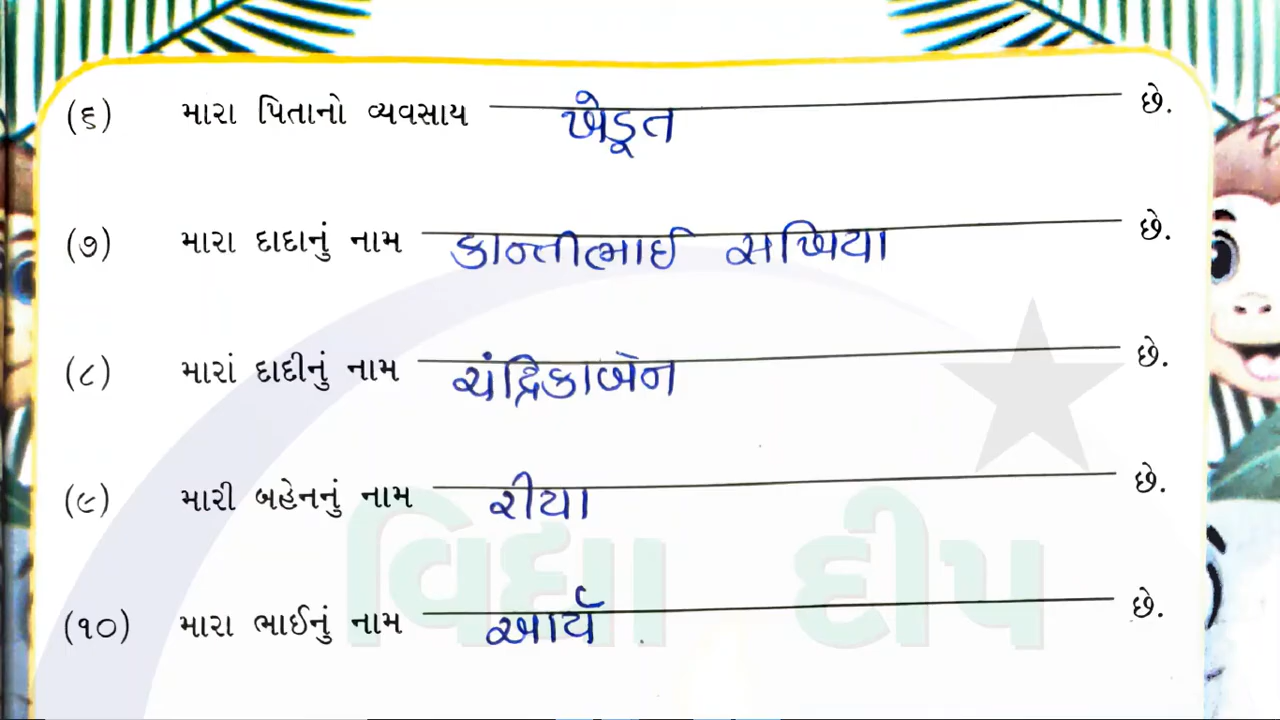 (૬) મારા પિતાનો વ્યવસાય ખેડૂત છે.
(૭) મારા દાદાનું નામ કાન્તીભાઈ સખિયા છે.
(૮) મારાં દાદીનું નામ ચંદ્રિકાબેન છે.
(૯) મારી બહેનનું નામ રીયા છે.
(૧૦) મારા ભાઈનું નામ આર્ય છે.
વિદ્યા દીપ